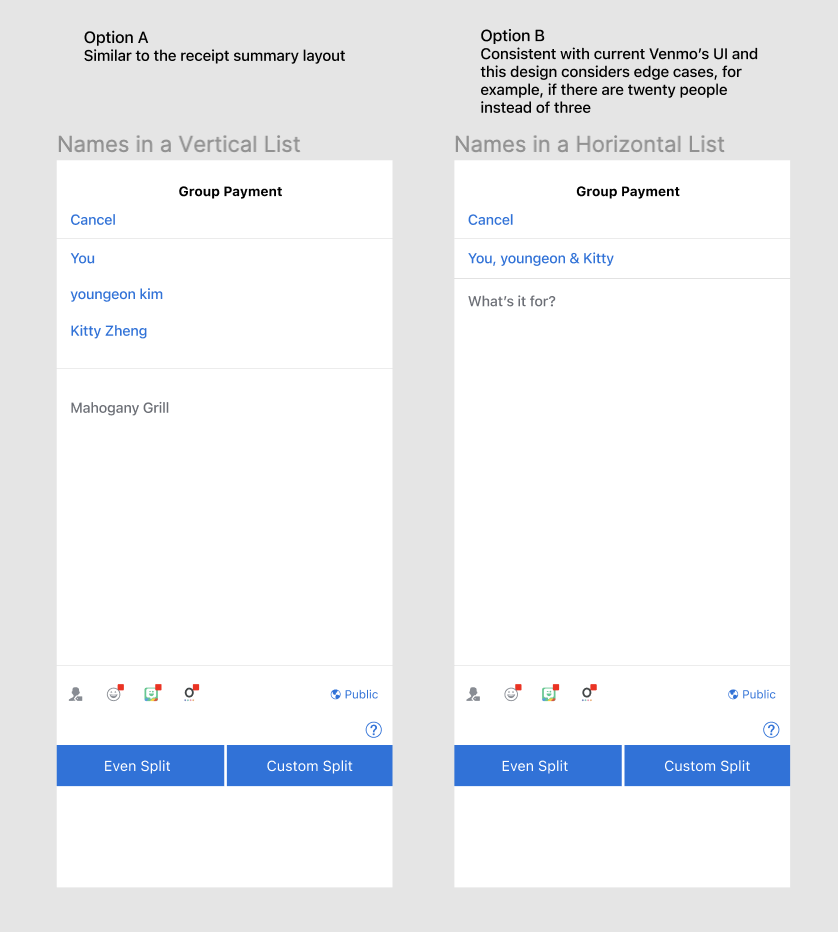 Option A
Similar to the receipt summary layout
Names in a Vertical List
Group Payment
Cancel
You
youngeon kim
Kitty Zheng
Mahogany Grill
Public
?
Even Split
Custom Split
Option B
Consistent with current Venmo’s UI and
this design considers edge cases, for
example, if there are twenty people
instead of three
Names in a Horizontal List
Group Payment
Cancel
You, youngeon & Kitty
What’s it for?
Public
?
Even Split
Custom Split